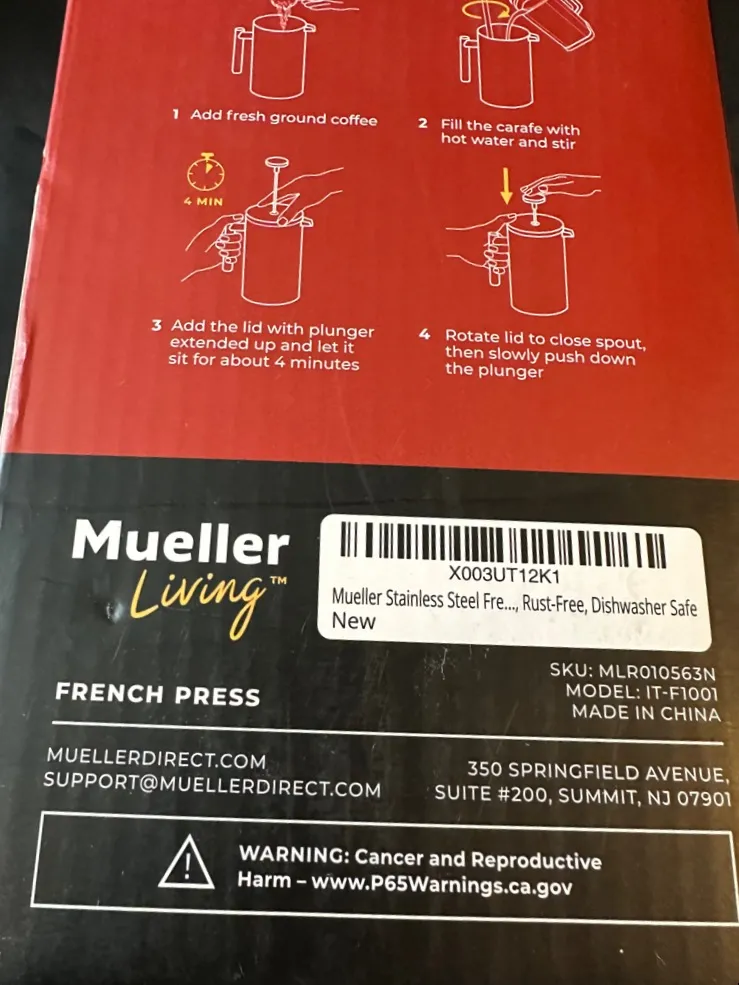 1 Add fresh ground coffee
2 Fill the carafe with
hot water and stir
4 MIN
3 Add the lid with plunger
extended up and let it
sit for about 4 minutes
4 Rotate lid to close spout,
then slowly push down
the plunger
Mueller
Living™
X003UT12K1
Mueller Stainless Steel Fre..., Rust-Free, Dishwasher Safe
New
FRENCH PRESS
SKU: MLR010563N
MODEL: IT-F1001
MADE IN CHINA
MUELLERDIRECT.COM
SUPPORT@MUELLERDIRECT.COM
350 SPRINGFIELD AVENUE,
SUITE #200, SUMMIT, NJ 07901
WARNING: Cancer and Reproductive
Harm – www.P65Warnings.ca.gov